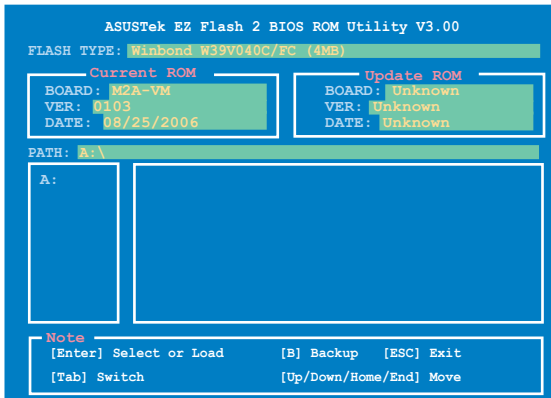 ASUSTek EZ Flash 2 BIOS ROM Utility V3.00
FLASH TYPE: Winbond W39V040C/FC (4MB)
Current ROM
BOARD: M2A-VM
VER: 0103
DATE: 08/25/2006
Update ROM
BOARD: Unknown
VER: Unknown
DATE: Unknown
PATH: A:\
A:
Note
[Enter] Select or Load [B] Backup [ESC] Exit
[Tab] Switch [Up/Down/Home/End] Move